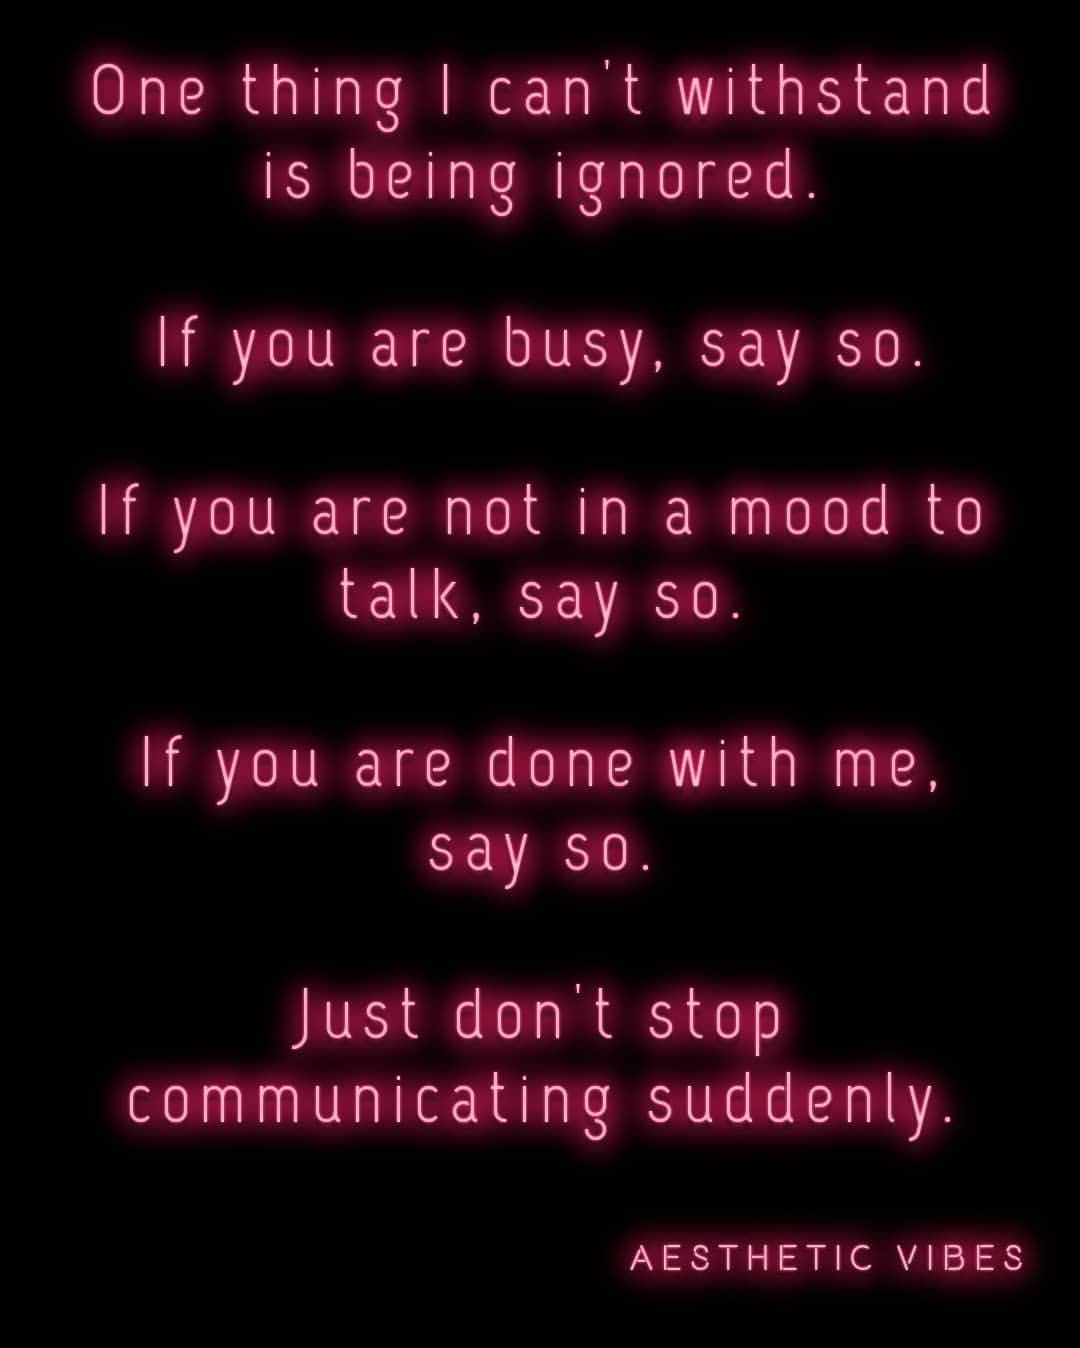 One thing I can't withstand
is being ignored.
If you are busy, say so.
If you are not in a mood to
talk, say so.
If you are done with me,
say so.
Just don't stop
communicating suddenly.
AESTHETIC VIBES